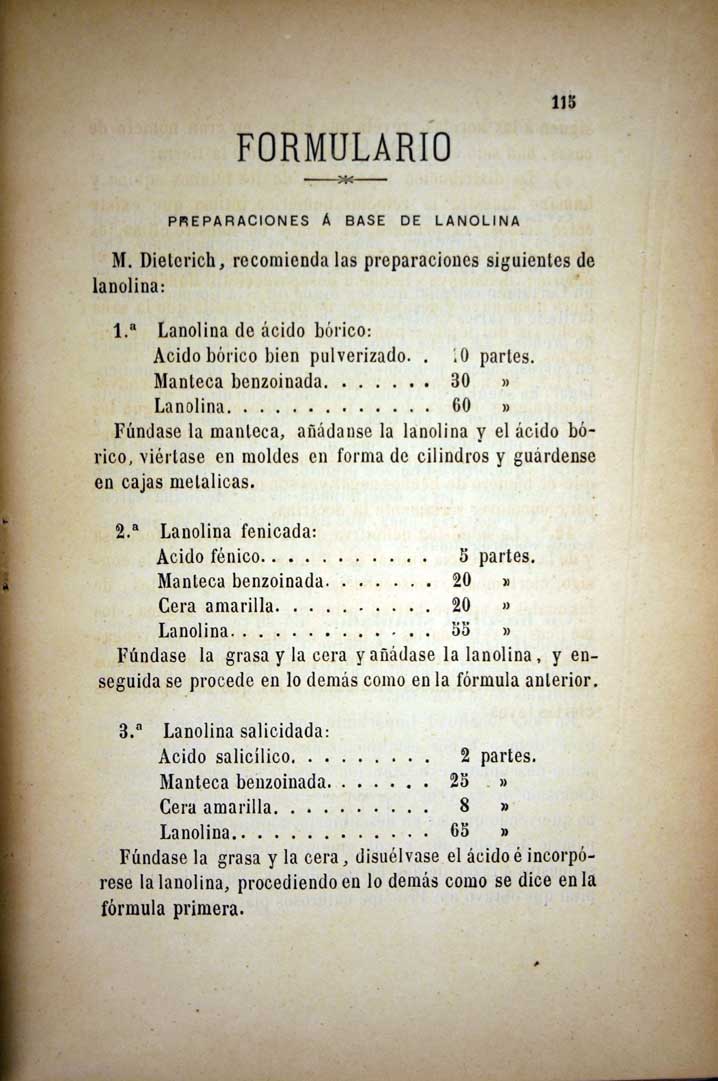 115
FORMULARIO
PREPARACIONES Á BASE DE LANOLINA
M. Dieterich, recomienda las preparaciones siguientes de
lanolina:
1.ª Lanolina de ácido bórico:
Acido bórico bien pulverizado. . 10 partes.
Manteca benzoinada. . . . . . . 30 »
Lanolina. . . . . . . . . . . . . 60 »
Fúndase la manteca, añádanse la lanolina y el ácido bó-
rico, viértase en moldes en forma de cilindros y guárdense
en cajas metalicas.
2.ª Lanolina fenicada:
Acido fénico. . . . . . . . . . . 5 partes.
Manteca benzoinada. . . . . . . 20 »
Cera amarilla. . . . . . . . . . 20 »
Lanolina. . . . . . . . . . . . . 55 »
Fúndase la grasa y la cera y añádase la lanolina, y en-
seguida se procede en lo demás como en la fórmula anterior.
3.ª Lanolina salicidada:
Acido salicílico. . . . . . . . . 2 partes.
Manteca benzoinada. . . . . . . 25 »
Cera amarilla. . . . . . . . . . 8 »
Lanolina. . . . . . . . . . . . . 65 »
Fúndase la grasa y la cera, disuélvase el ácido é incorpó-
rese la lanolina, procediendo en lo demás como se dice en la
fórmula primera.